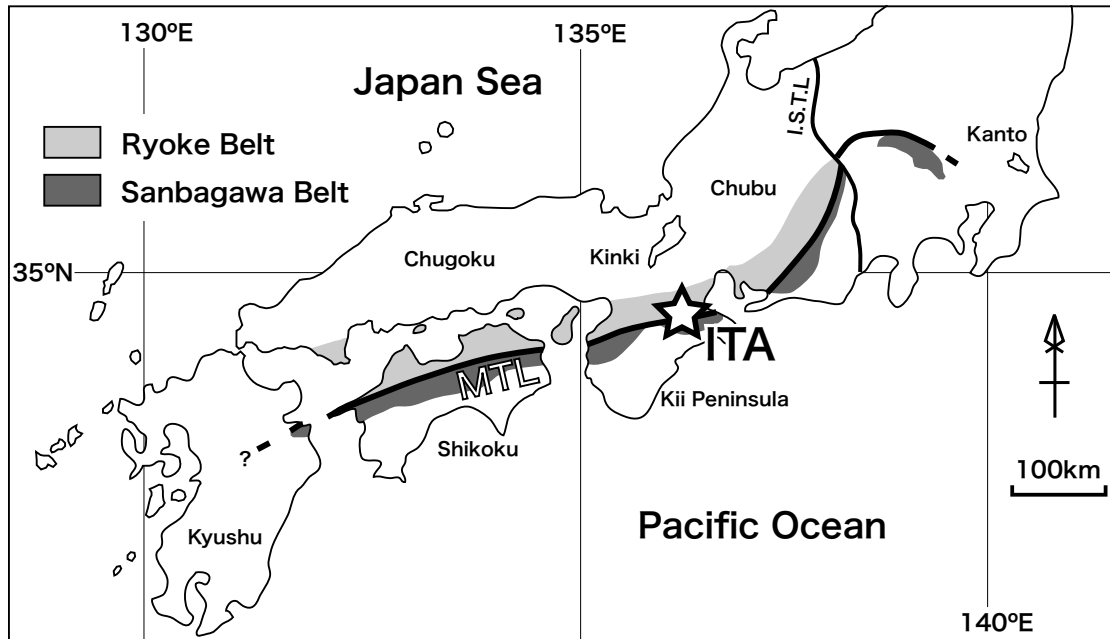 130ºE
135ºE
Japan Sea
I.S.T.L
Ryoke Belt
Kanto
Sanbagawa Belt
Chubu
Chugoku
Kinki
35ºN
ITA
MTL
Kii Peninsula
Shikoku
?
100km
Pacific Ocean
Kyushu
140ºE